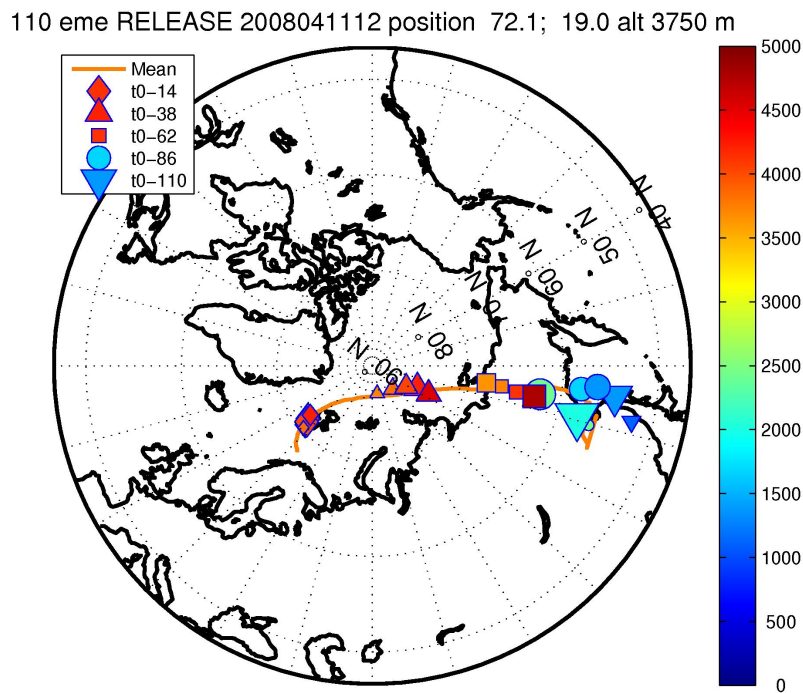 110 eme RELEASE 2008041112 position 72.1; 19.0 alt 3750 m
Mean
t0-14
t0-38
t0-62
t0-86
t0-110
40 ° N
50 ° N
60 ° N
70 ° N
80 ° N
90 ° N
5000
4500
4000
3500
3000
2500
2000
1500
1000
500
0